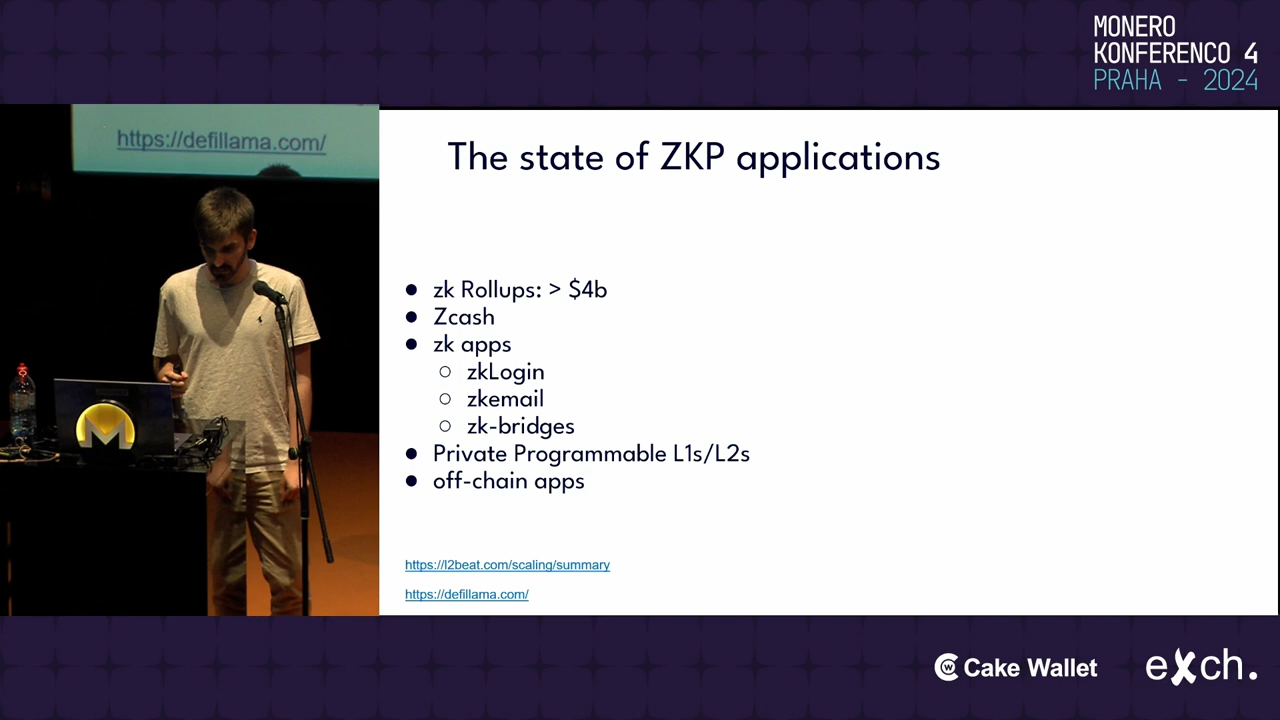 MONERO
KONFERENCO 4
PRAHA - 2024
https://defillama.com/
The state of ZKP applications
● zk Rollups: > $4b
● Zcash
● zk apps
○ zkLogin
○ zkemail
○ zk-bridges
● Private Programmable L1s/L2s
● off-chain apps
https://l2beat.com/scaling/summary
https://defillama.com/
Cake Wallet
eXch.